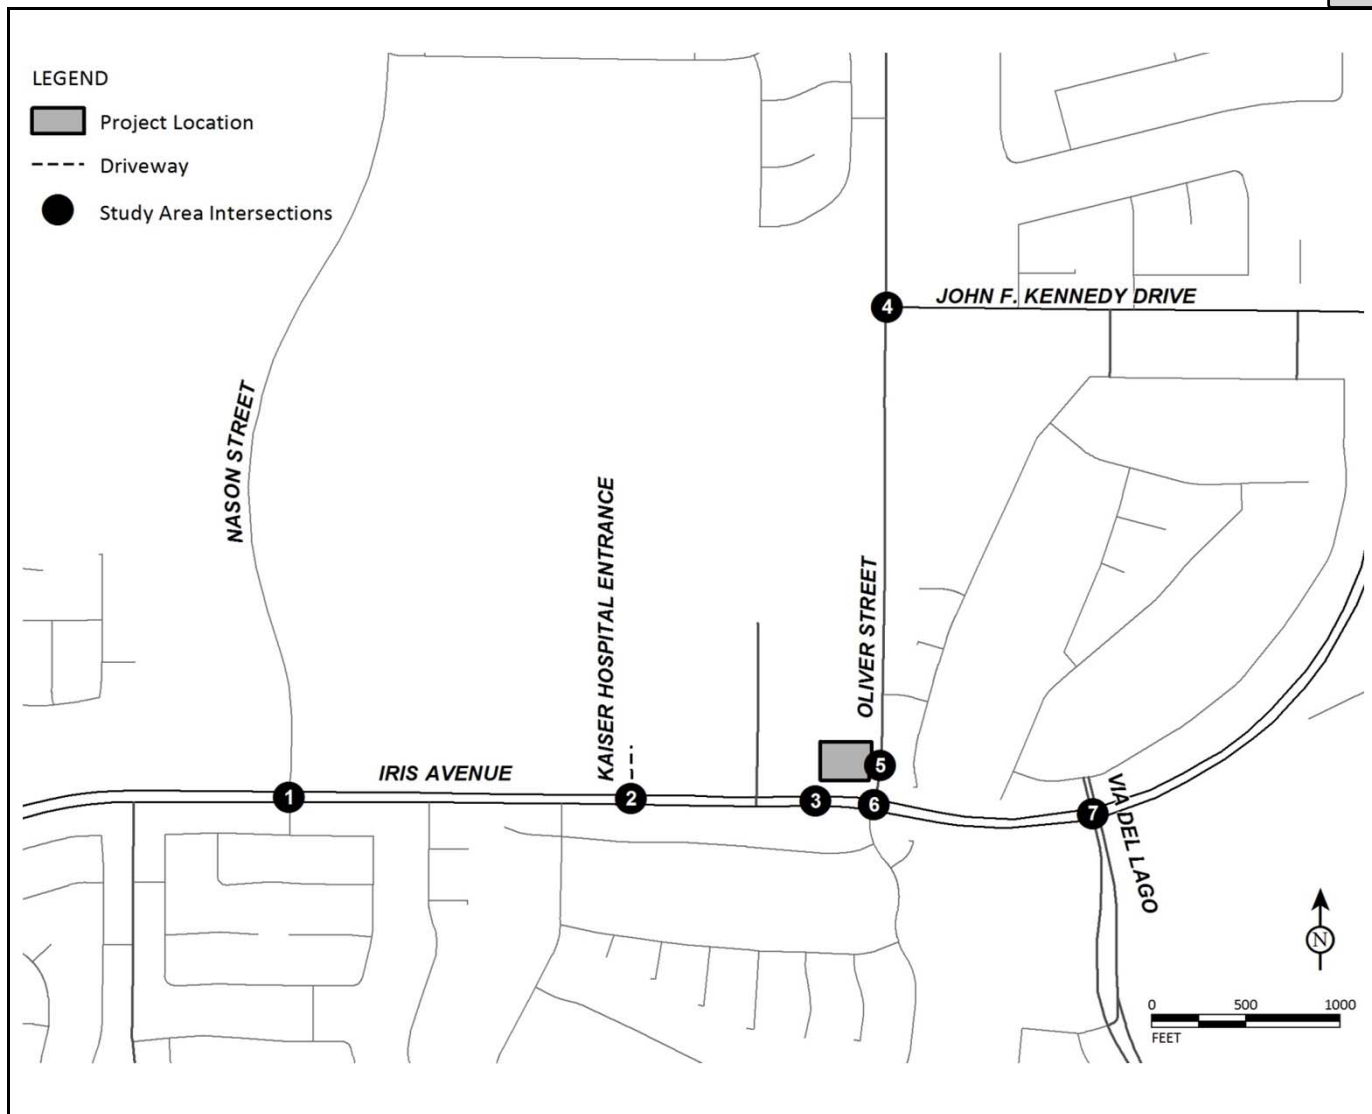 LEGEND
Project Location
Driveway
Study Area Intersections
4
JOHN F. KENNEDY DRIVE
NASON STREET
KAISER HOSPITAL ENTRANCE
OLIVER STREET
IRIS AVENUE
1
2
3
5
6
7
VIA DEL LAGO
N
0 500 1000
FEET